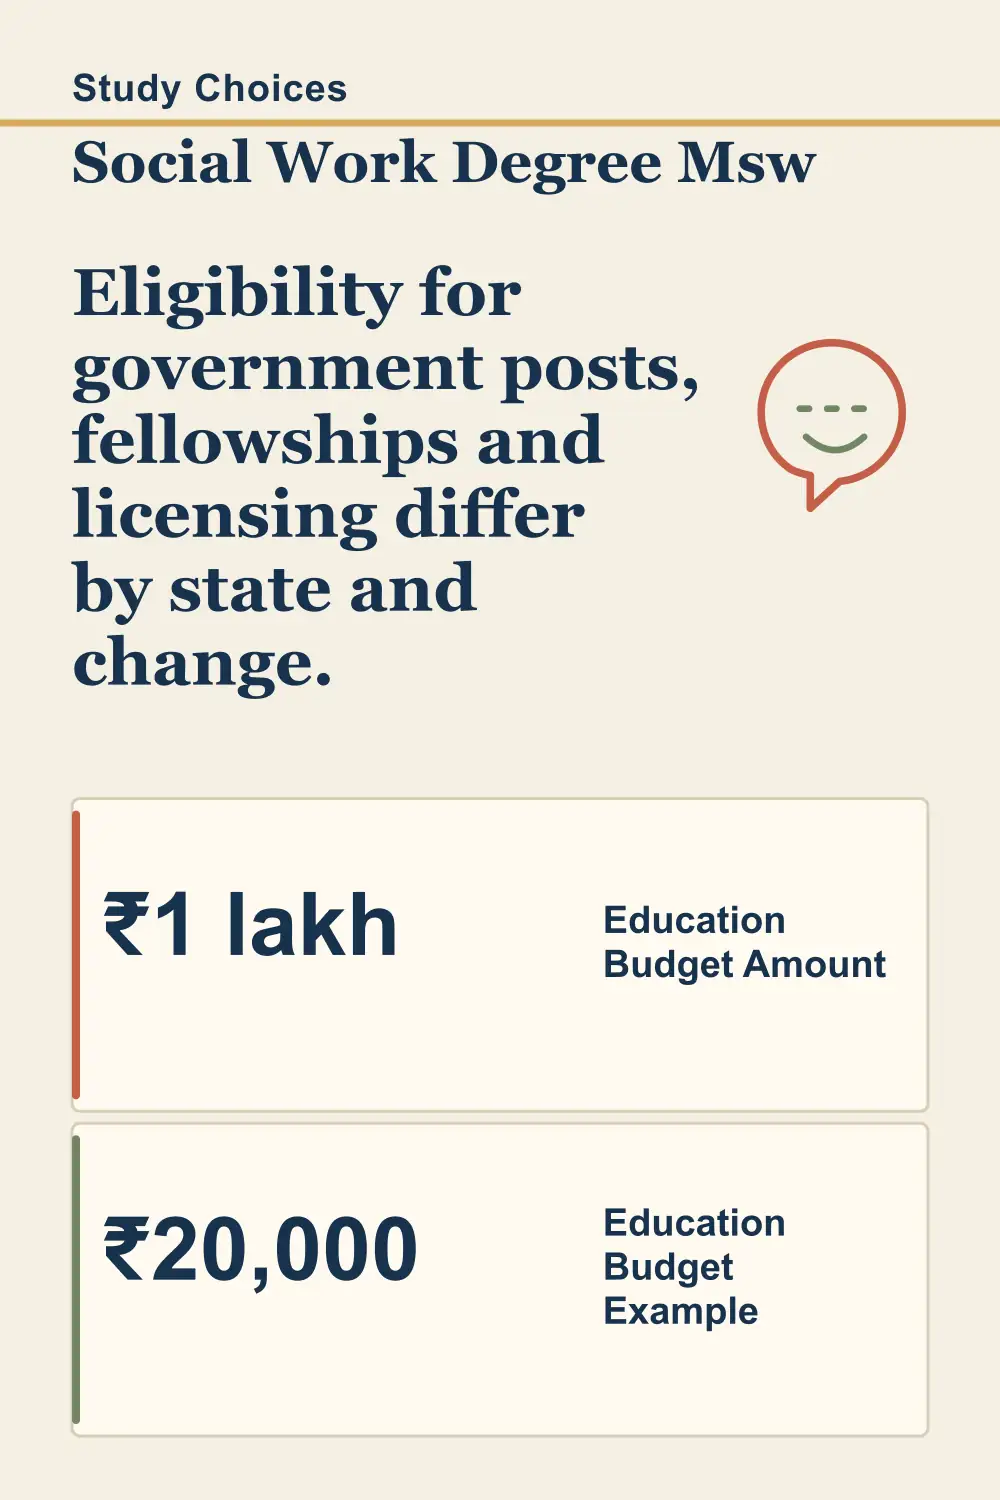 Study Choices
Social Work Degree Msw
Eligibility for
government posts,
fellowships and
licensing differ
by state and
change.
₹1 lakh
Education
Budget Amount
₹20,000
Education
Budget
Example